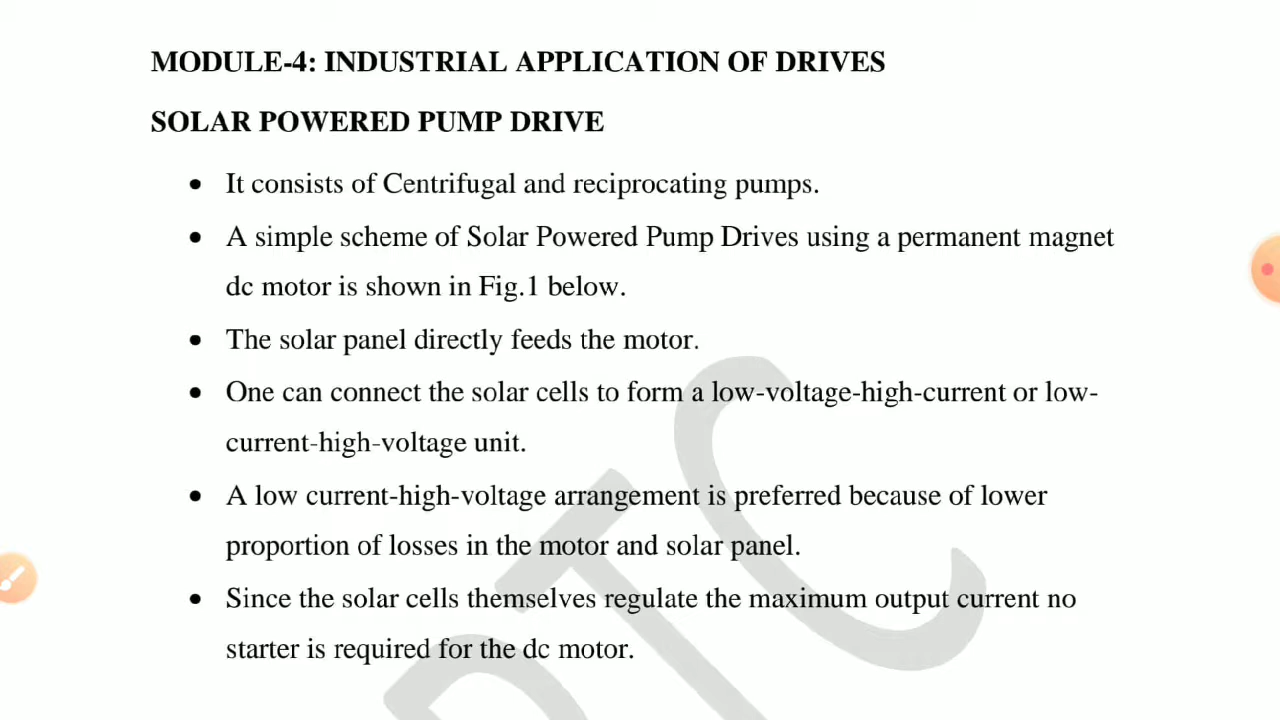 MODULE-4: INDUSTRIAL APPLICATION OF DRIVES
SOLAR POWERED PUMP DRIVE
• It consists of Centrifugal and reciprocating pumps.
• A simple scheme of Solar Powered Pump Drives using a permanent magnet
dc motor is shown in Fig.1 below.
• The solar panel directly feeds the motor.
• One can connect the solar cells to form a low-voltage-high-current or low-
current-high-voltage unit.
• A low current-high-voltage arrangement is preferred because of lower
proportion of losses in the motor and solar panel.
• Since the solar cells themselves regulate the maximum output current no
starter is required for the dc motor.